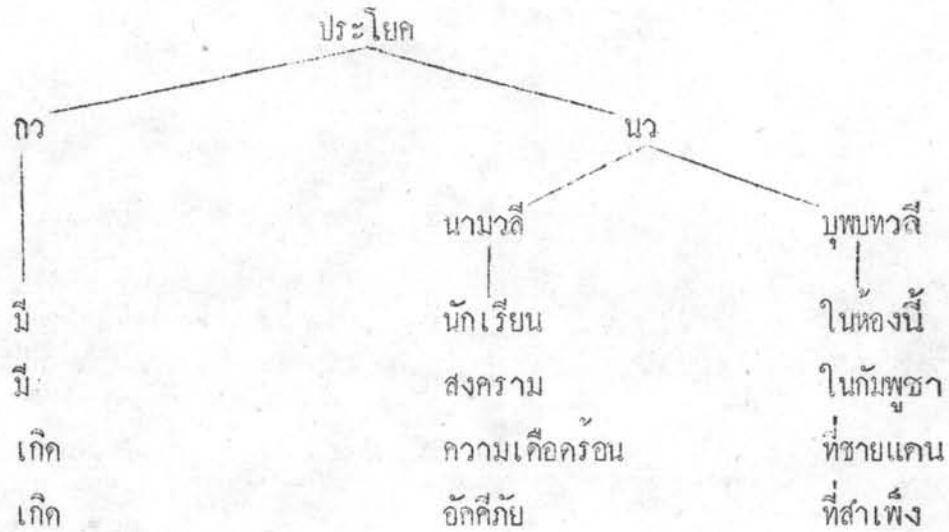 ประโยค
กว นว
นามวลี บุพบทวลี
มี นักเรียน ในห้องนี้
มี สงคราม ในกัมพูชา
เกิด ความเดือดร้อน ที่ชายแดน
เกิด อัคคีภัย ที่สำเพ็ง